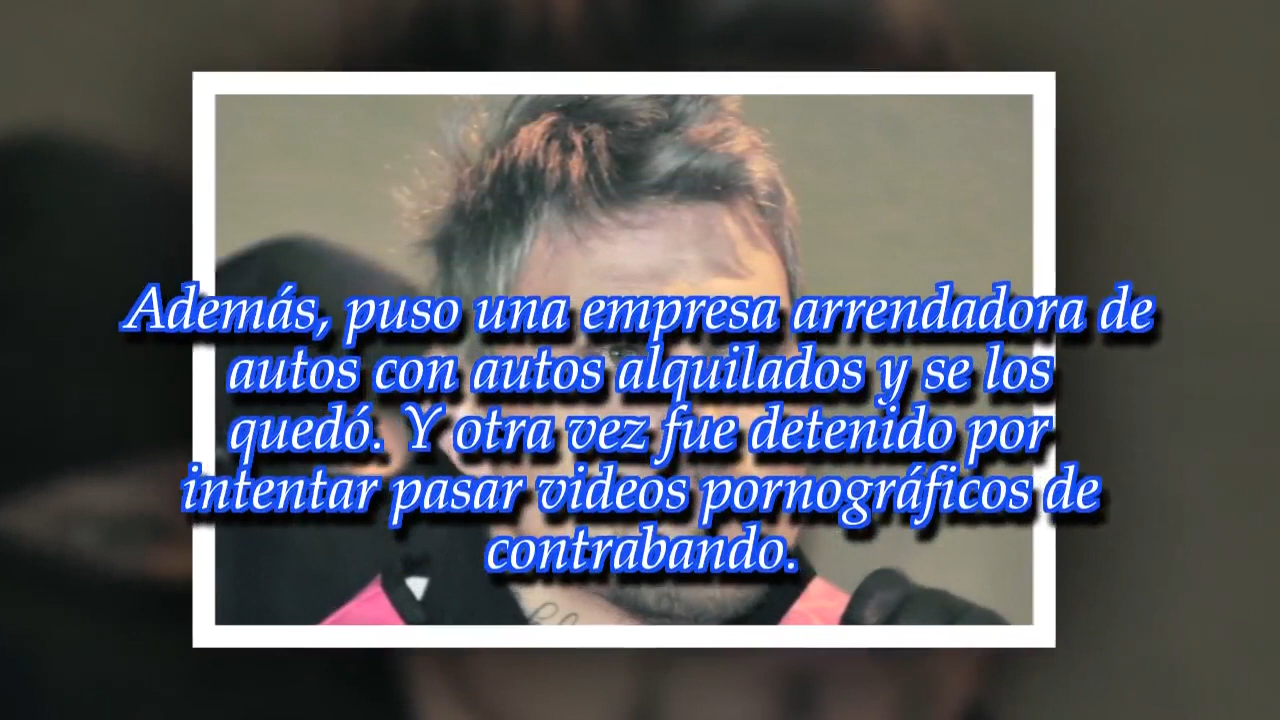 Además, puso una empresa arrendadora de
autos con autos alquilados y se los
quedó. Y otra vez fue detenido por
intentar pasar videos pornográficos de
contrabando.